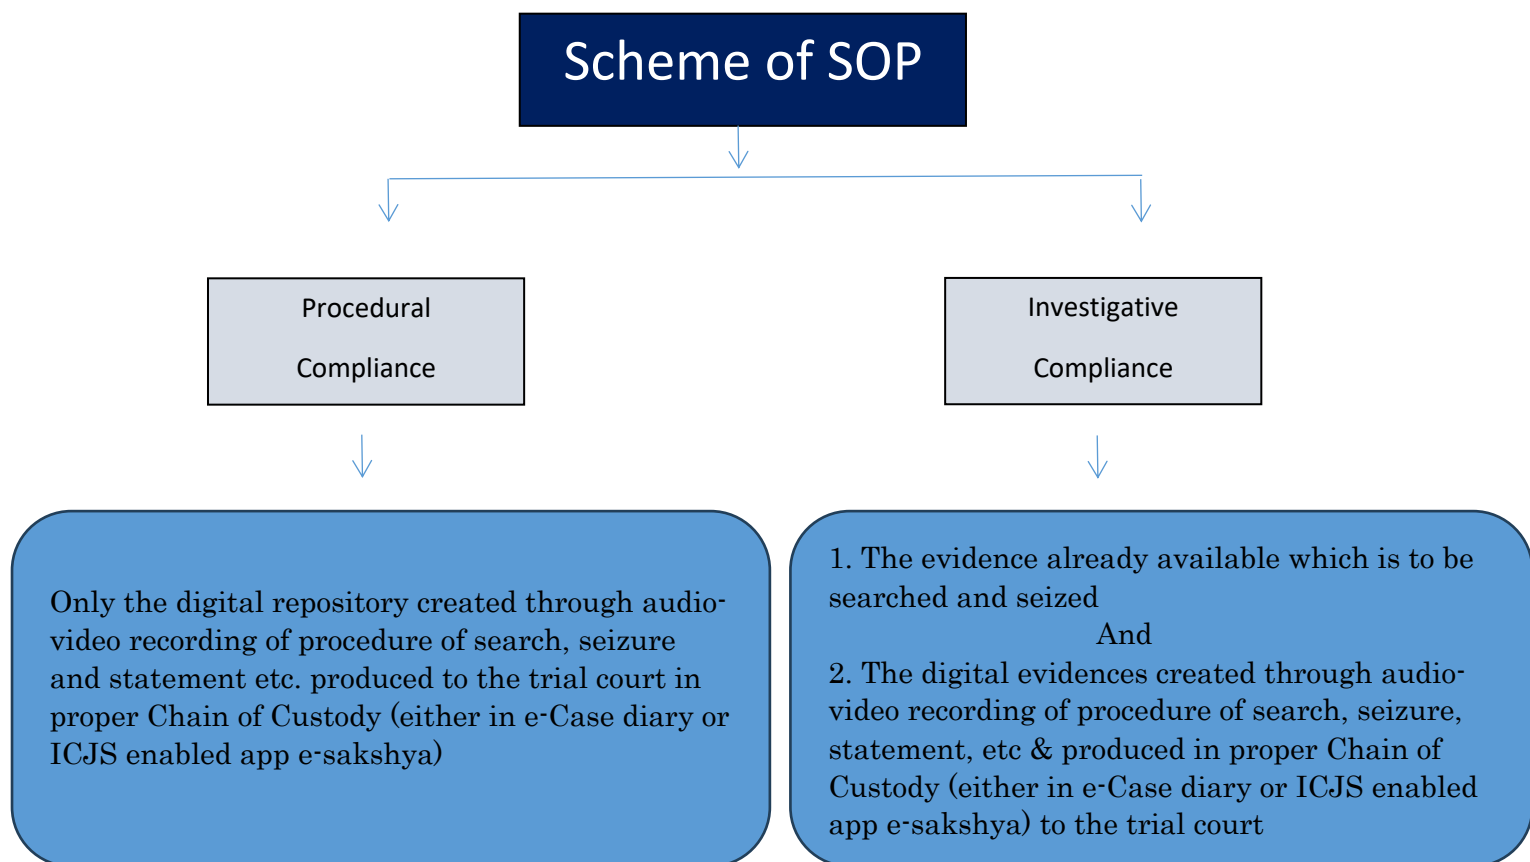 Scheme of SOP
Procedural
Compliance
Investigative
Compliance
Only the digital repository created through audio-
video recording of procedure of search, seizure
and statement etc. produced to the trial court in
proper Chain of Custody (either in e-Case diary or
ICJS enabled app e-sakshya)
1. The evidence already available which is to be
searched and seized
And
2. The digital evidences created through audio-
video recording of procedure of search, seizure,
statement, etc & produced in proper Chain of
Custody (either in e-Case diary or ICJS enabled
app e-sakshya) to the trial court